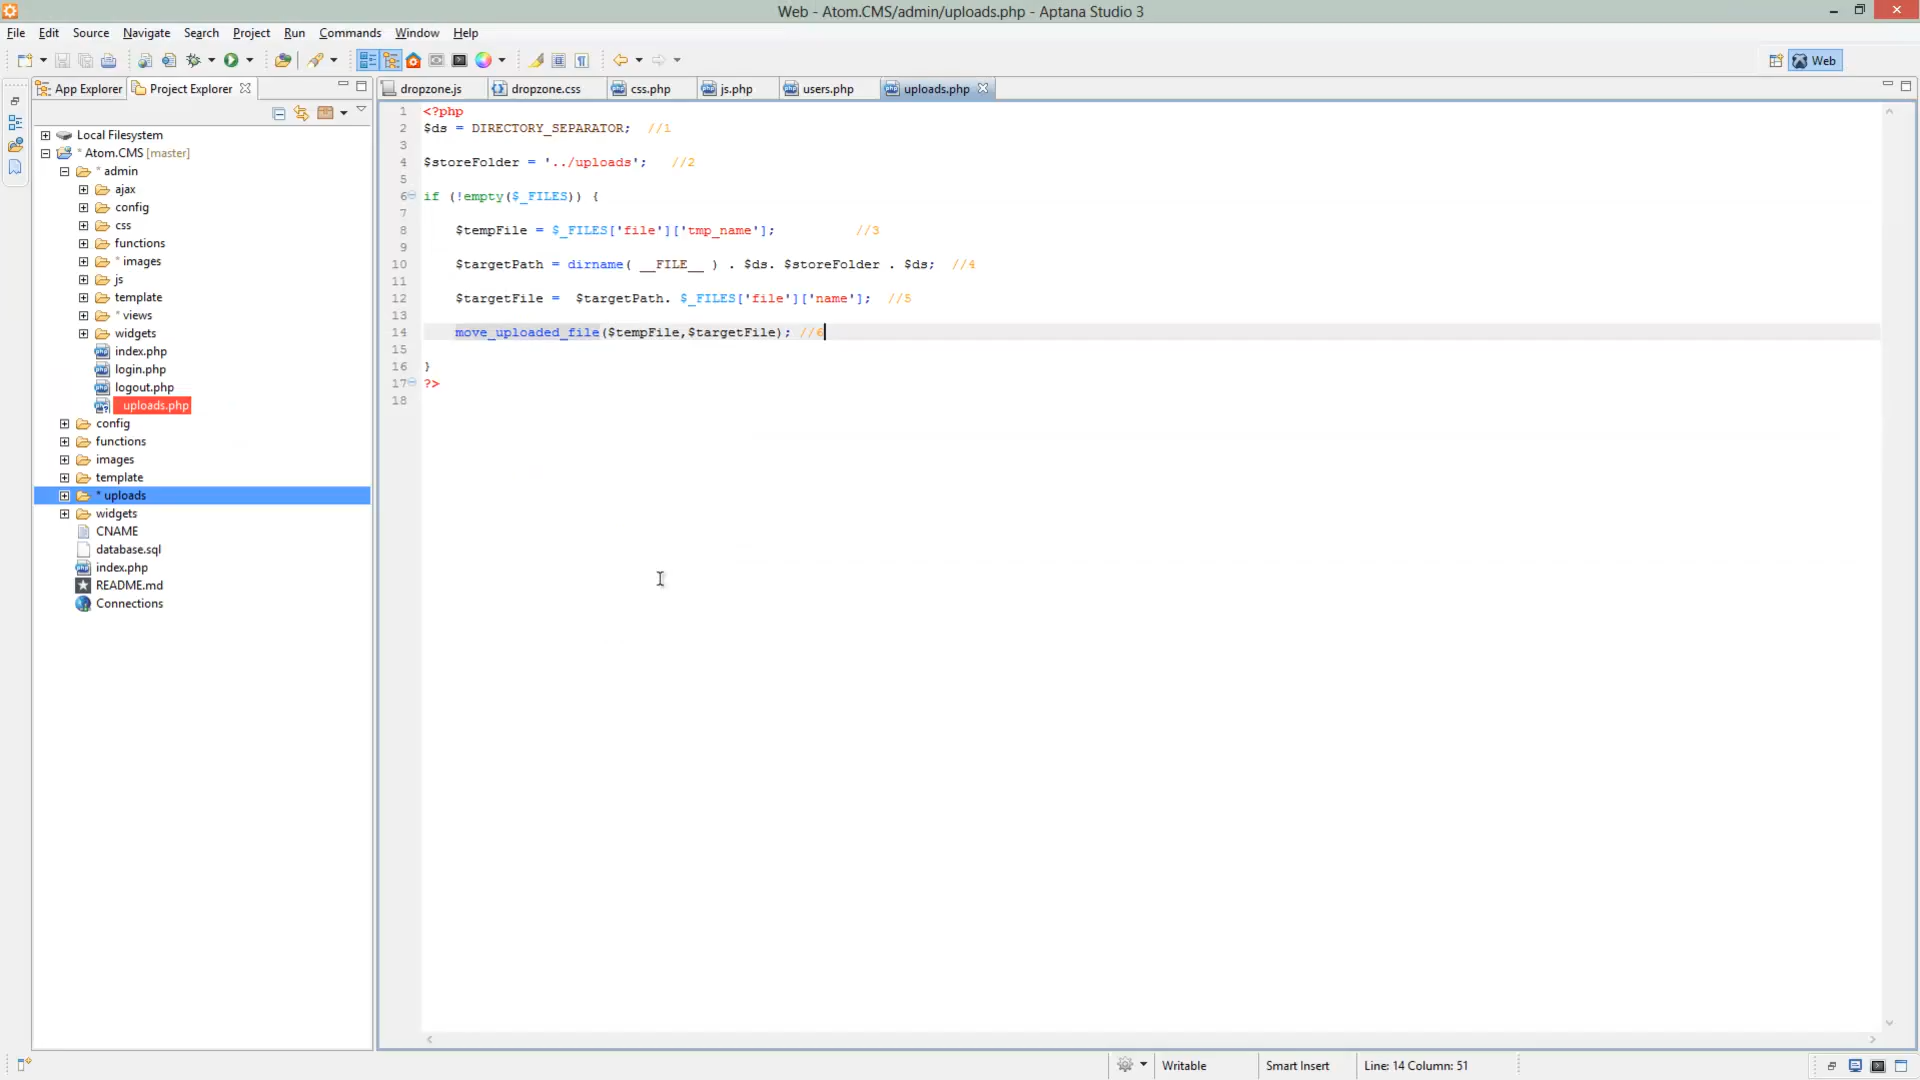 Web - Atom.CMS/admin/uploads.php - Aptana Studio 3
File Edit Source Navigate Search Project Run Commands Window Help
Web
App Explorer Project Explorer
dropzone.js dropzone.css css.php js.php users.php uploads.php
Local Filesystem
* Atom.CMS [master]
* admin
ajax
config
css
functions
* images
js
template
* views
widgets
index.php
login.php
logout.php
uploads.php
config
functions
images
template
* uploads
widgets
CNAME
database.sql
index.php
README.md
Connections
1 <?php
2 $ds = DIRECTORY_SEPARATOR;  //1
3
4 $storeFolder = '../uploads';   //2
5
6 if (!empty($_FILES)) {
7
8     $tempFile = $_FILES['file']['tmp_name'];          //3
9
10     $targetPath = dirname( __FILE__ ) . $ds. $storeFolder . $ds;  //4
11
12     $targetFile =  $targetPath. $_FILES['file']['name'];  //5
13
14     move_uploaded_file($tempFile,$targetFile); //6
15
16 }
17 ?>
18
Writable Smart Insert Line: 14 Column: 51